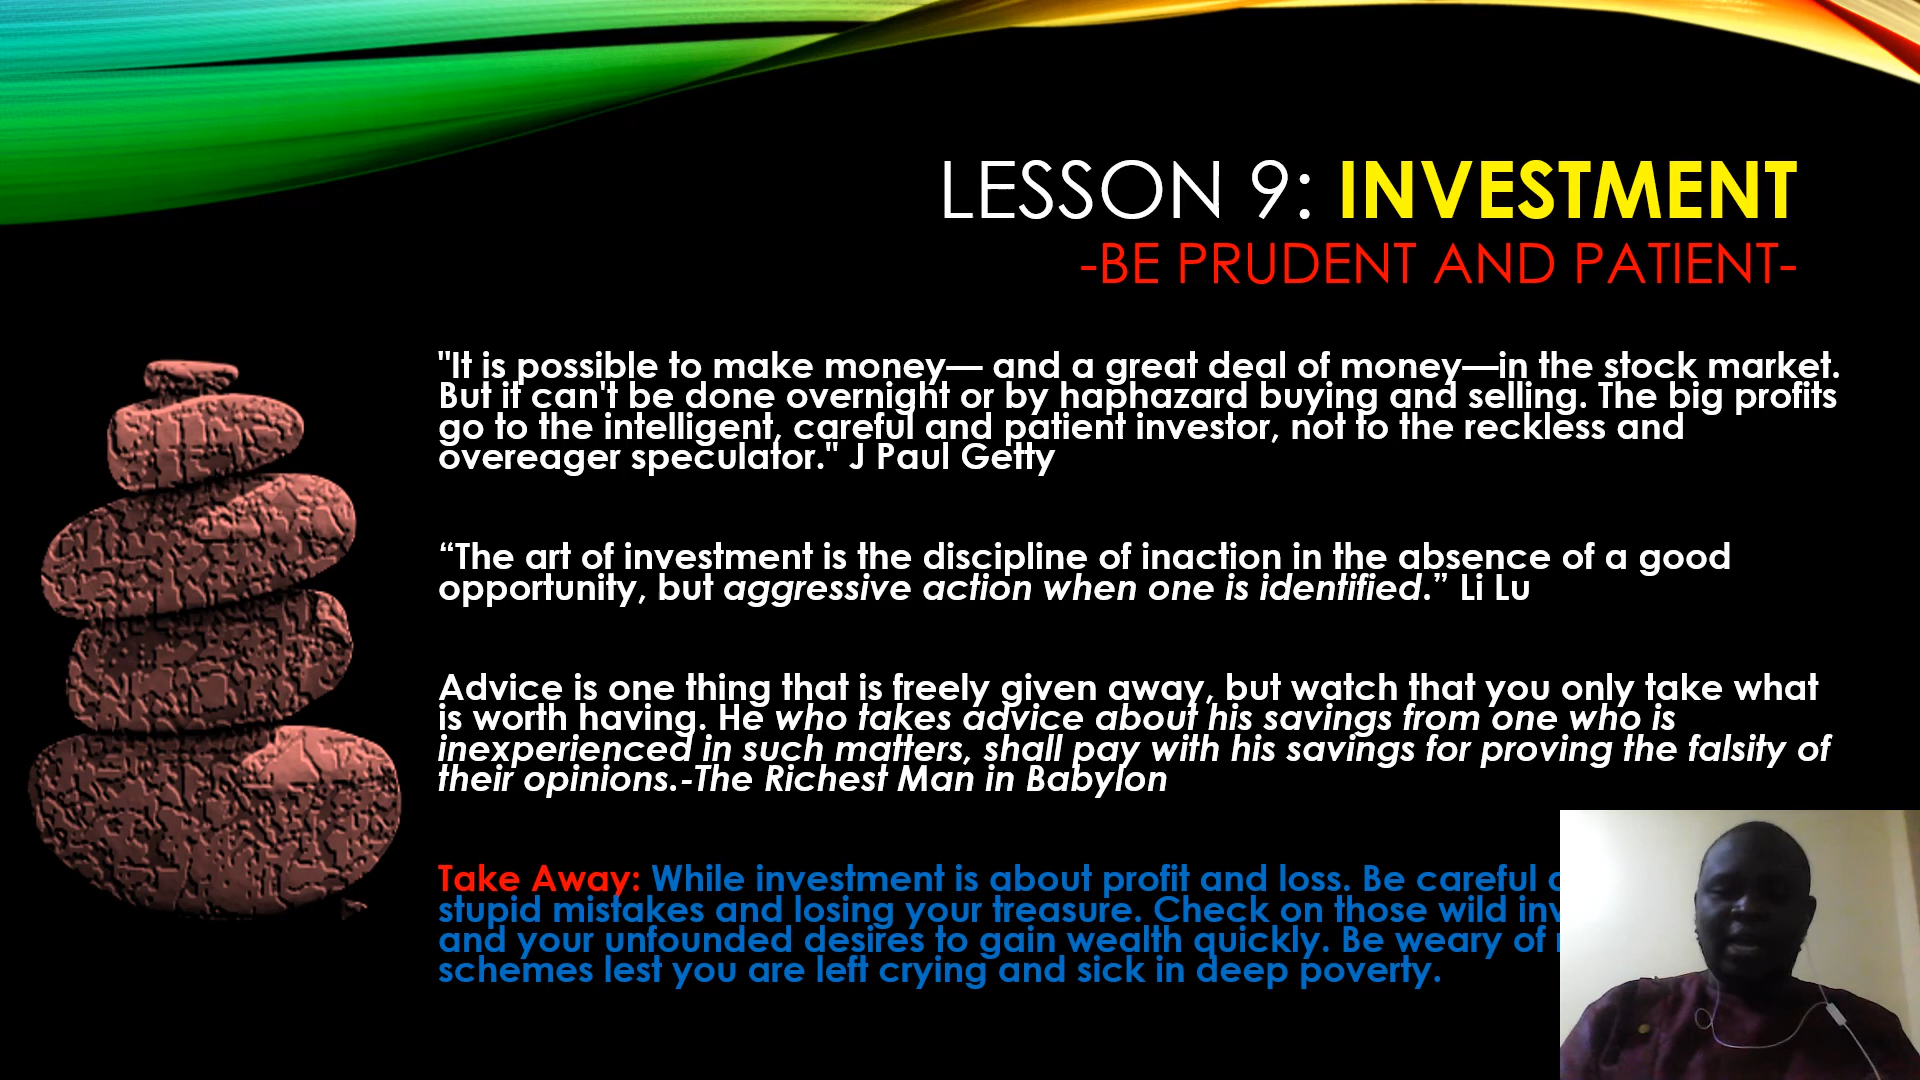 LESSON 9: INVESTMENT
-BE PRUDENT AND PATIENT-
"It is possible to make money— and a great deal of money—in the stock market.
But it can't be done overnight or by haphazard buying and selling. The big profits
go to the intelligent, careful and patient investor, not to the reckless and
overeager speculator." J Paul Getty
“The art of investment is the discipline of inaction in the absence of a good
opportunity, but aggressive action when one is identified.” Li Lu
Advice is one thing that is freely given away, but watch that you only take what
is worth having. He who takes advice about his savings from one who is
inexperienced in such matters, shall pay with his savings for proving the falsity of
their opinions.-The Richest Man in Babylon
Take Away: While investment is about profit and loss. Be careful
stupid mistakes and losing your treasure. Check on those wild
and your unfounded desires to gain wealth quickly. Be weary of
schemes lest you are left crying and sick in deep poverty.